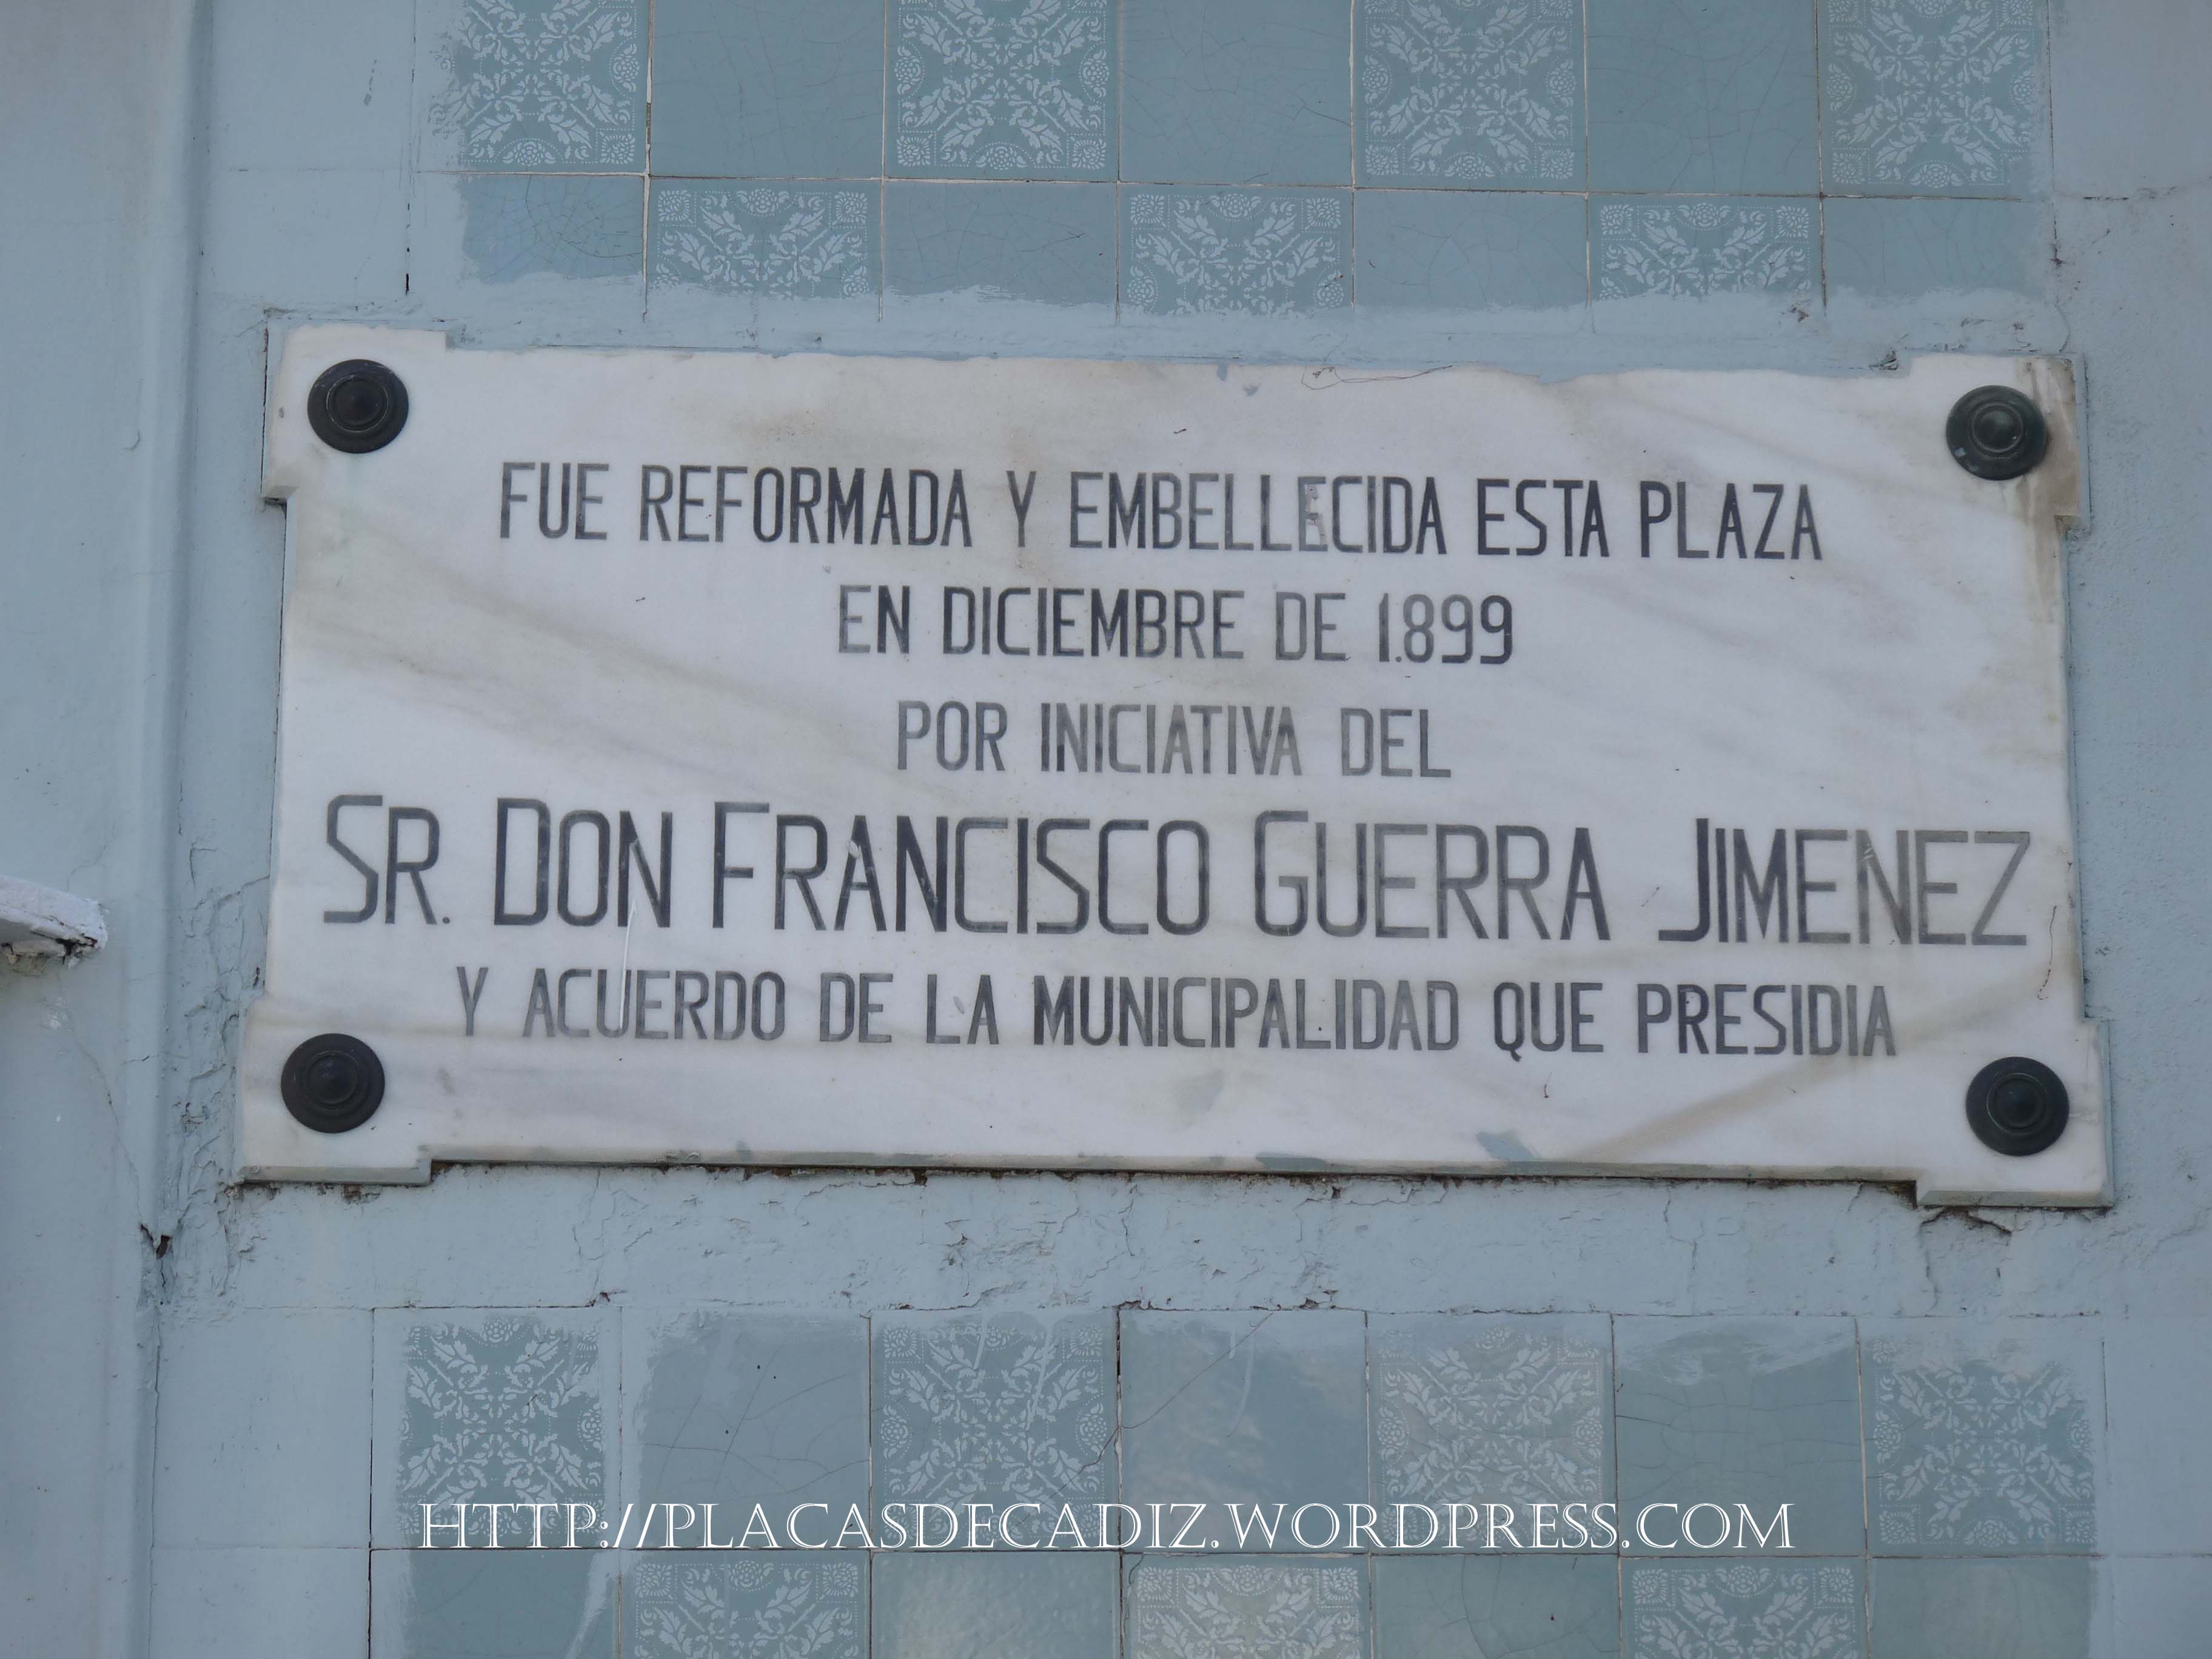 FUE REFORMADA Y EMBELLECIDA ESTA PLAZA
EN DICIEMBRE DE 1.899
POR INICIATIVA DEL
SR. DON FRANCISCO GUERRA JIMENEZ
Y ACUERDO DE LA MUNICIPALIDAD QUE PRESIDIA
HTTP://PLACASDECADIZ.WORDPRESS.COM